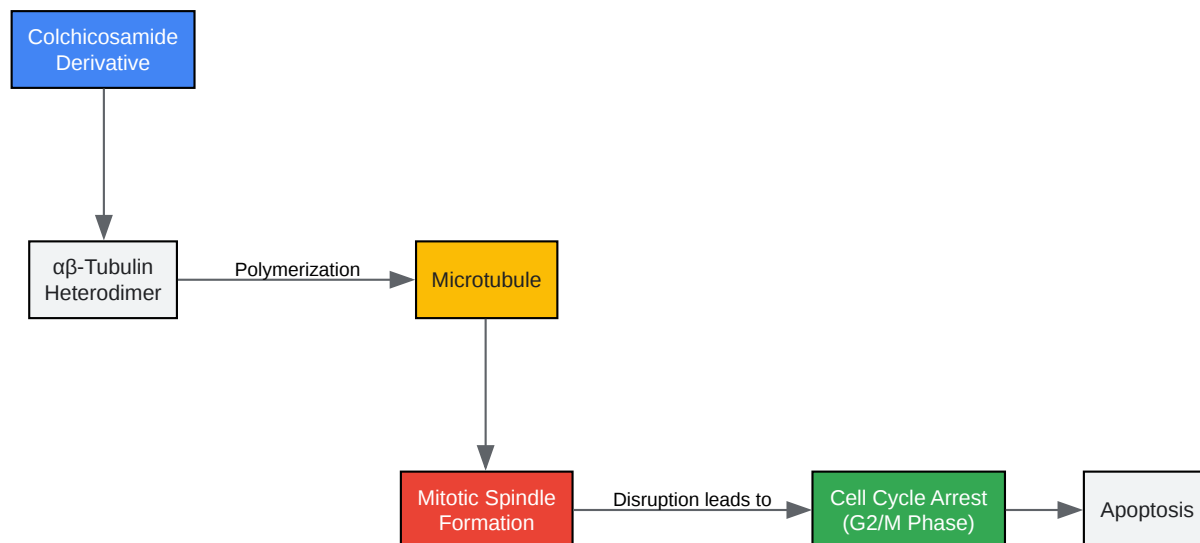 Colchicosamide
Derivative
αβ-Tubulin
Heterodimer
Polymerization
Microtubule
Mitotic Spindle
Formation
Disruption leads to
Cell Cycle Arrest
(G2/M Phase)
Apoptosis